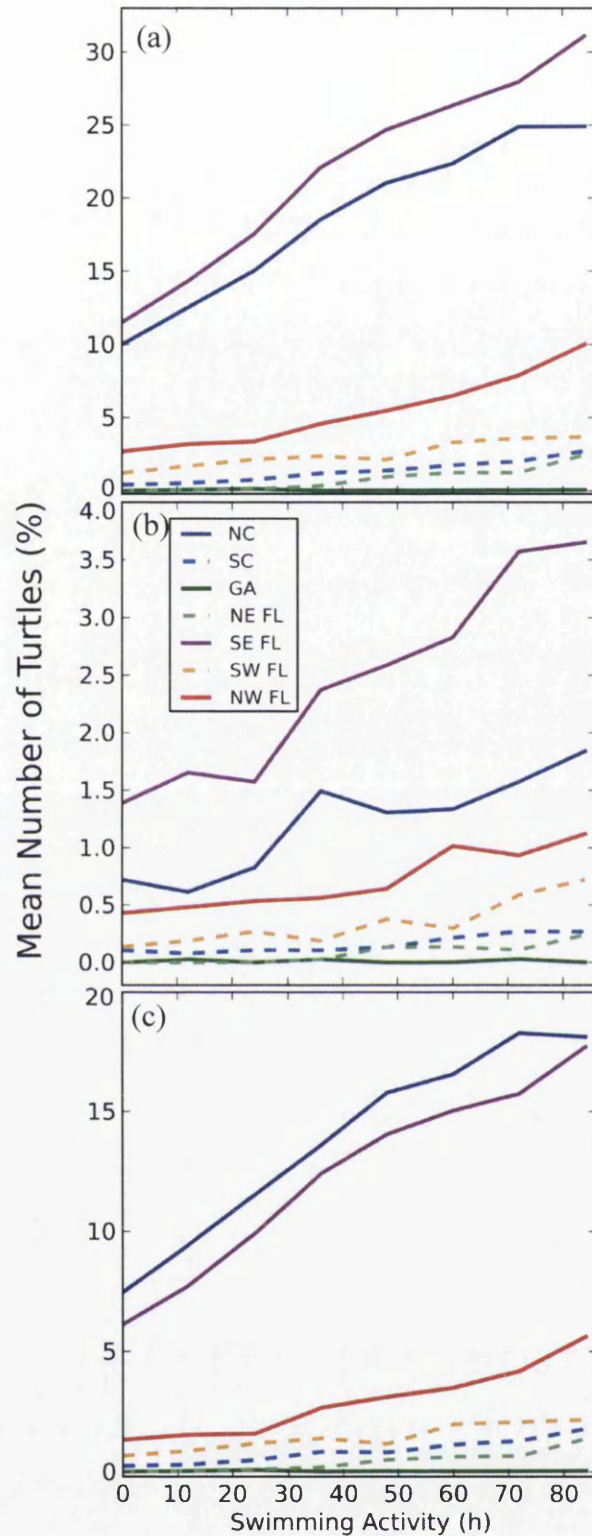 (a)
30
25
20
15
10
5
0
Mean Number of Turtles (%)
(b)
4.0
3.5
3.0
2.5
2.0
1.5
1.0
0.5
0.0
NC
SC
GA
NE FL
SE FL
SW FL
NW FL
(c)
20
15
10
5
0
0 10 20 30 40 50 60 70 80
Swimming Activity (h)